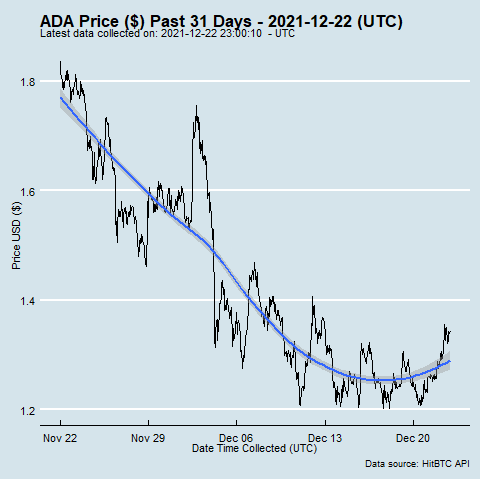 ADA Price ($) Past 31 Days - 2021-12-22 (UTC)
Latest data collected on: 2021-12-22 23:00:10 - UTC
1.8
1.6
1.4
1.2
Price USD ($)
Nov 22 Nov 29 Dec 06 Dec 13 Dec 20
Date Time Collected (UTC)
Data source: HitBTC API